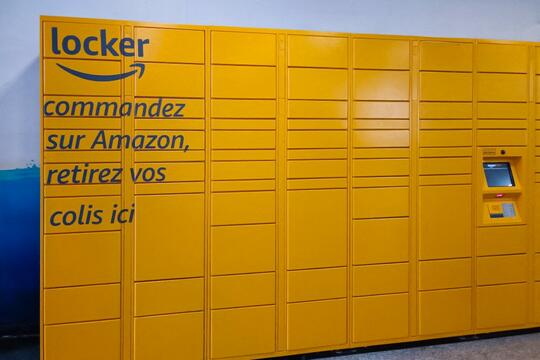 locker
commandez
sur Amazon,
retirez vos
colis ici